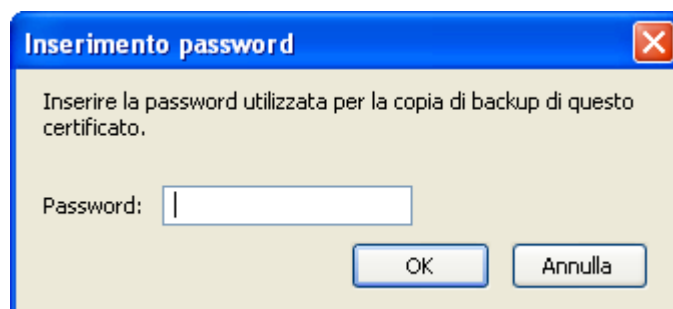 Inserimento password
Inserire la password utilizzata per la copia di backup di questo
certificato.
Password:
OK Annulla